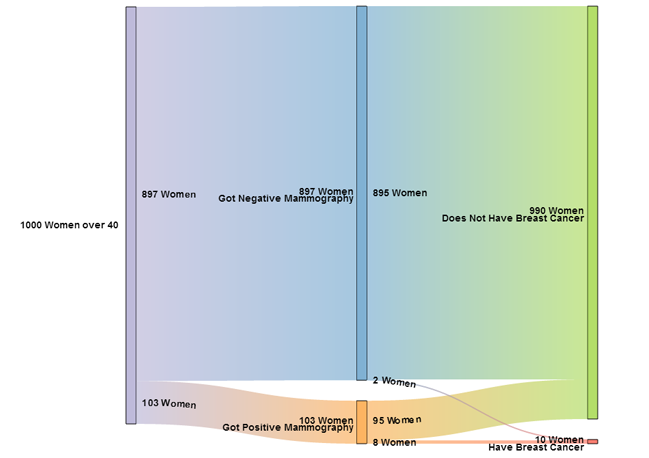 897 Women
Got Negative Mammography
897 Women
895 Women
990 Women
Does Not Have Breast Cancer
1000 Women over 40
2 Women
103 Women
103 Women
Got Positive Mammography
95 Women
8 Women
10 Women
Have Breast Cancer